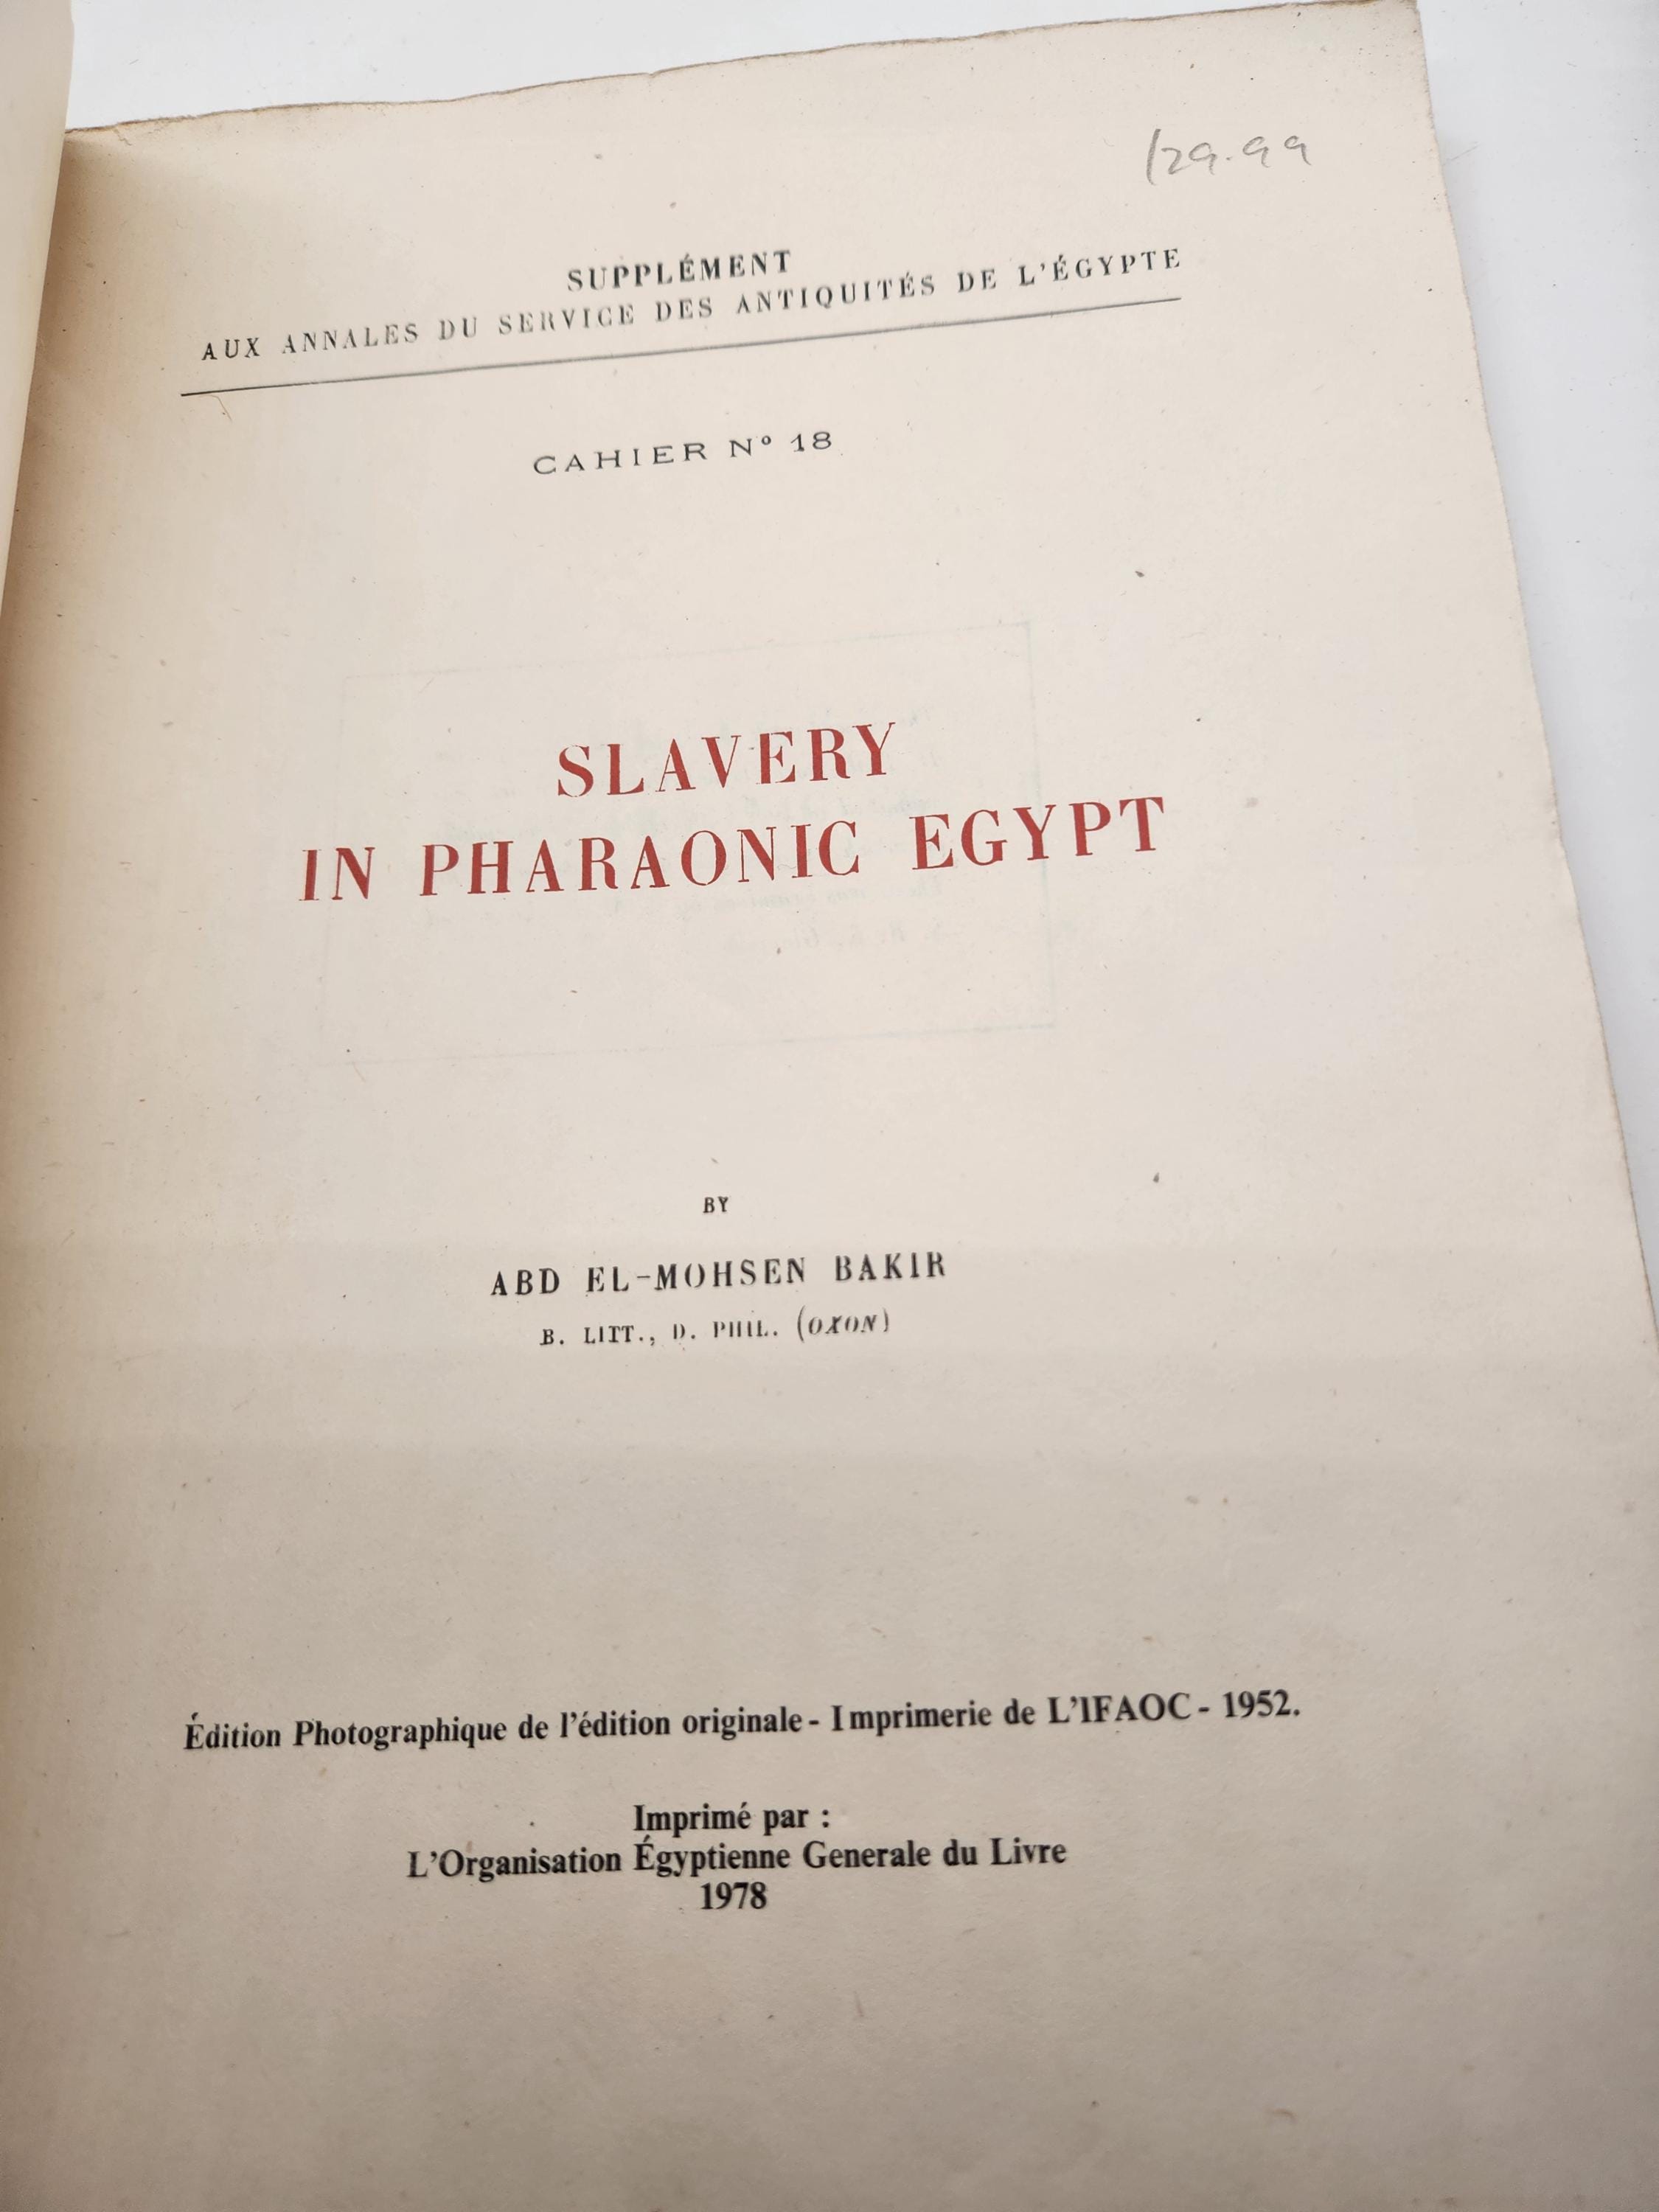 129.99
SUPPLÉMENT
AUX ANNALES DU SERVICE DES ANTIQUITÉS DE L'ÉGYPTE
CAHIER Nº 18
SLAVERY
IN PHARAONIC EGYPT
BY
ABD EL-MOHSEN BAKIR
B. LITT., D. PHIL. (OXON)
Édition Photographique de l'édition originale - Imprimerie de L'IFAOC - 1952.
Imprimé par :
L'Organisation Égyptienne Generale du Livre
1978